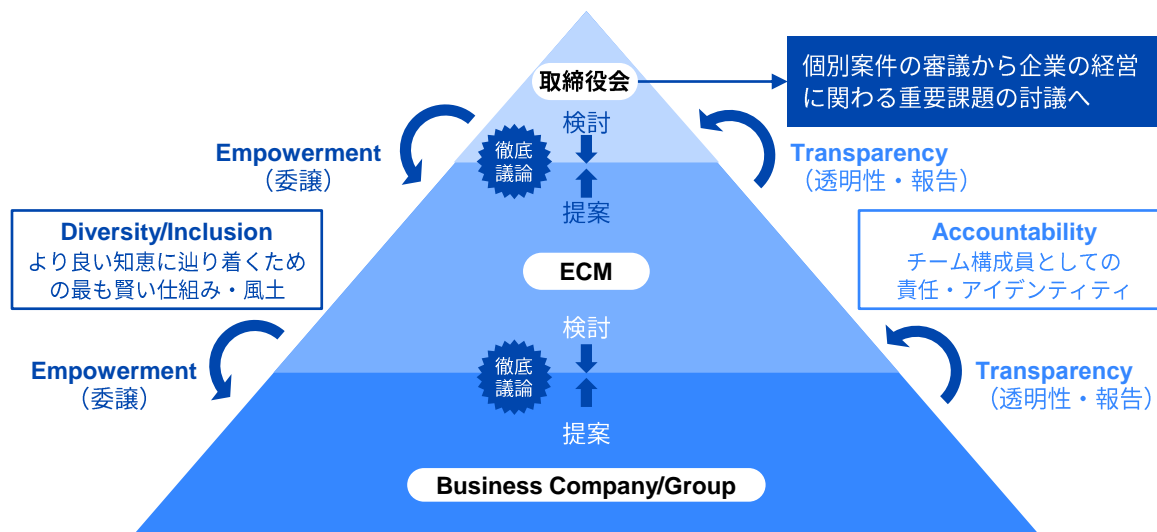 取締役会
個別案件の審議から企業の経営
に関わる重要課題の討議へ
検討
徹底
議論
提案
Empowerment
（委譲）
Transparency
（透明性・報告）
Diversity/Inclusion
より良い知恵に辿り着くため
の最も賢い仕組み・風土
ECM
Accountability
チーム構成員としての
責任・アイデンティティ
検討
徹底
議論
提案
Empowerment
（委譲）
Transparency
（透明性・報告）
Business Company/Group